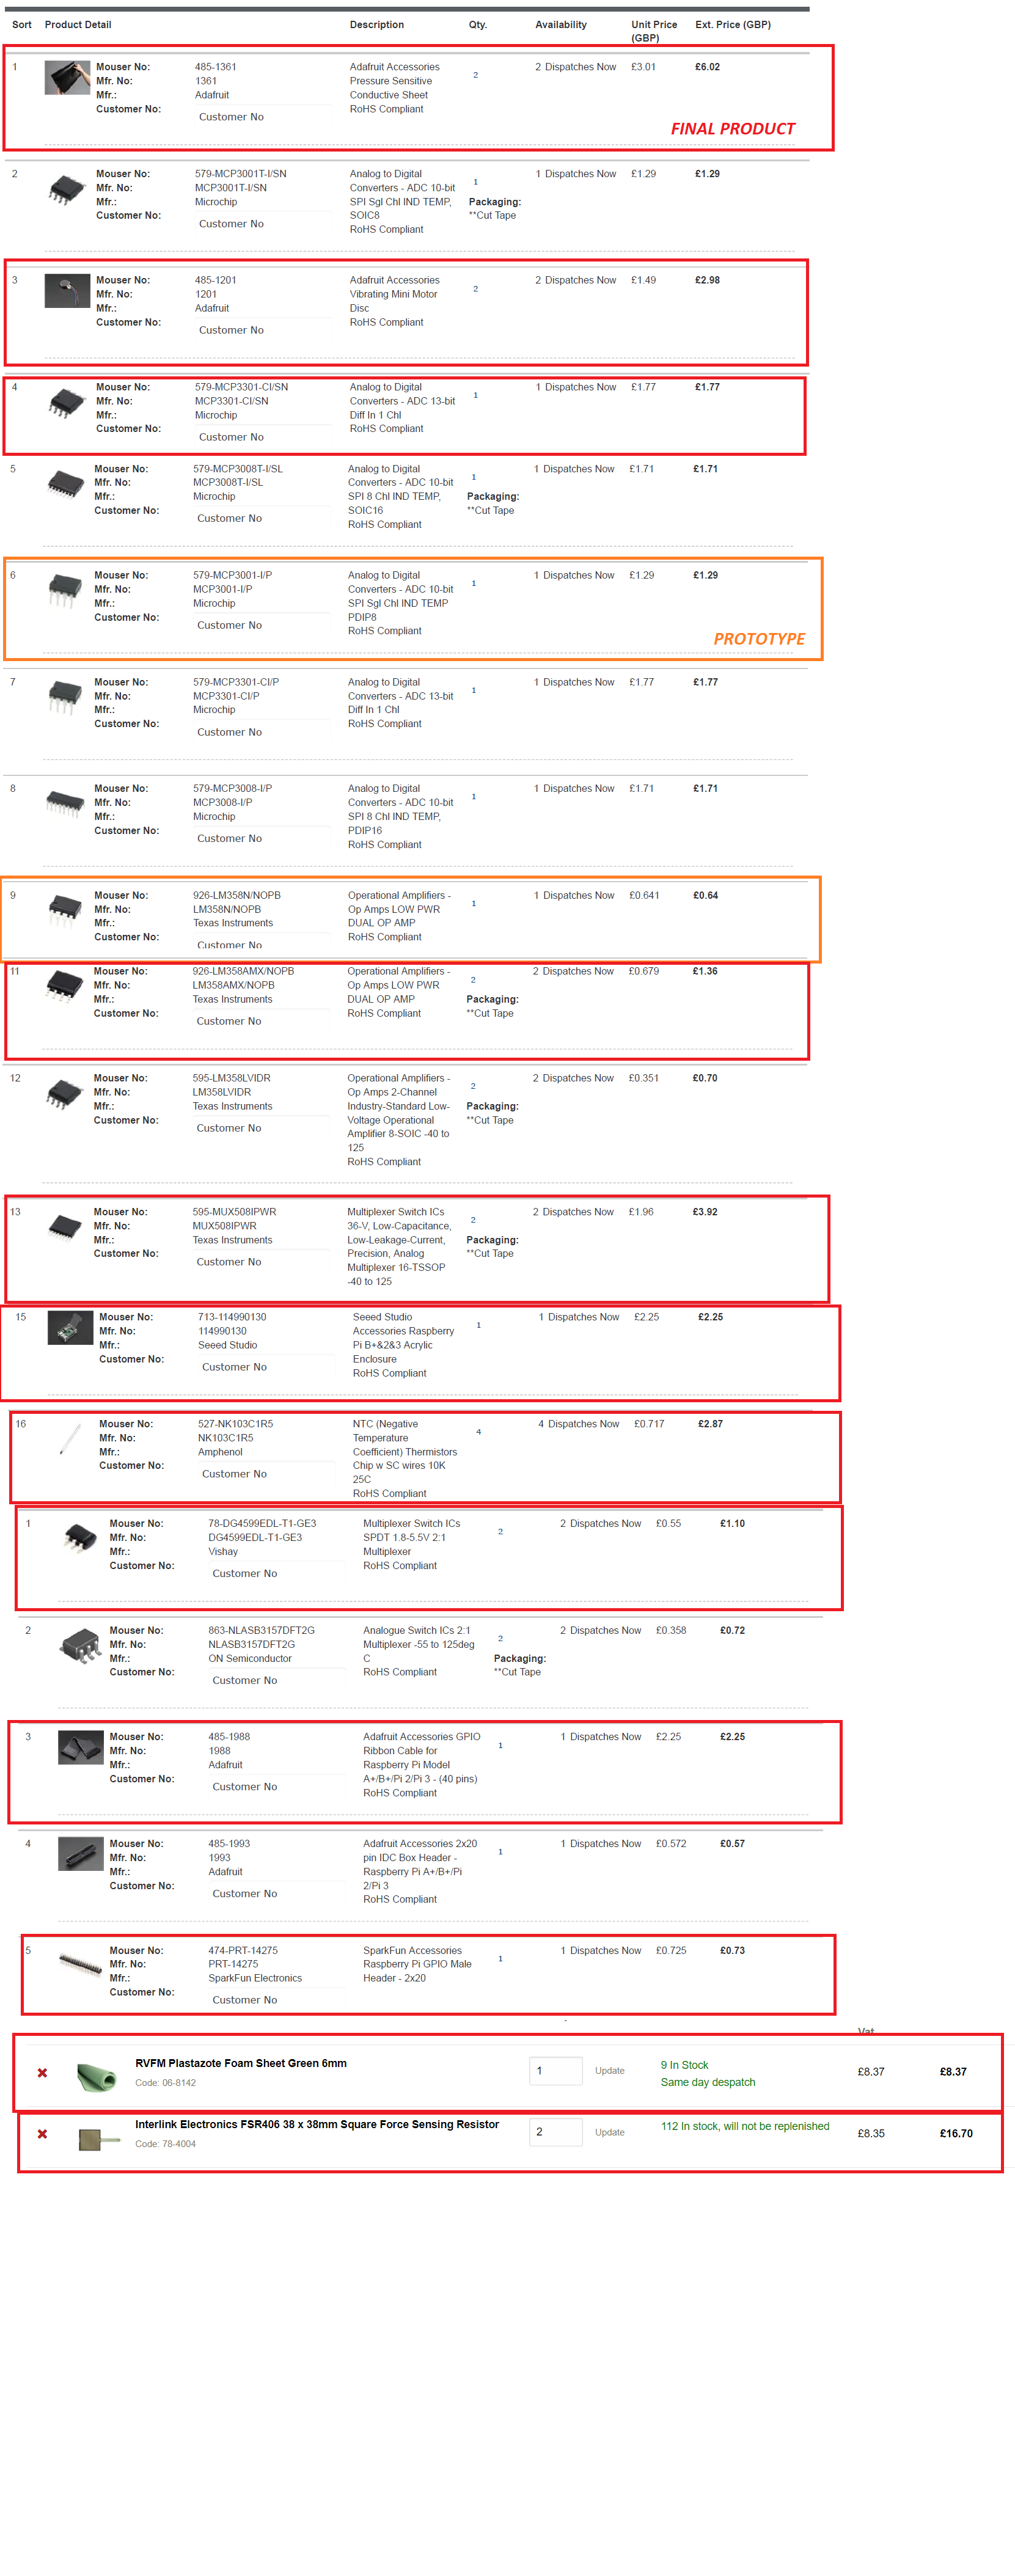 Sort Product Detail Description Qty. Availability Unit Price (GBP) Ext. Price (GBP)
1 Mouser No: 485-1361 Adafruit Accessories 2 2 Dispatches Now £3.01 £6.02
Mfr. No: 1361 Pressure Sensitive
Mfr.: Adafruit Conductive Sheet
Customer No: Customer No RoHS Compliant
FINAL PRODUCT
2 Mouser No: 579-MCP3001T-I/SN Analog to Digital 1 1 Dispatches Now £1.29 £1.29
Mfr. No: MCP3001T-I/SN Converters - ADC 10-bit
Mfr.: Microchip SPI Sgl Chl IND TEMP, Packaging:
Customer No: Customer No SOIC8 **Cut Tape
RoHS Compliant
3 Mouser No: 485-1201 Adafruit Accessories 2 2 Dispatches Now £1.49 £2.98
Mfr. No: 1201 Vibrating Mini Motor
Mfr.: Adafruit Disc
Customer No: Customer No RoHS Compliant
4 Mouser No: 579-MCP3301-CI/SN Analog to Digital 1 1 Dispatches Now £1.77 £1.77
Mfr. No: MCP3301-CI/SN Converters - ADC 13-bit
Mfr.: Microchip Diff In 1 Chl
Customer No: Customer No RoHS Compliant
5 Mouser No: 579-MCP3008T-I/SL Analog to Digital 1 1 Dispatches Now £1.71 £1.71
Mfr. No: MCP3008T-I/SL Converters - ADC 10-bit
Mfr.: Microchip SPI 8 Chl IND TEMP, Packaging:
Customer No: Customer No SOIC16 **Cut Tape
RoHS Compliant
6 Mouser No: 579-MCP3001-I/P Analog to Digital 1 1 Dispatches Now £1.29 £1.29
Mfr. No: MCP3001-I/P Converters - ADC 10-bit
Mfr.: Microchip SPI Sgl Chl IND TEMP
Customer No: Customer No PDIP8
RoHS Compliant
PROTOTYPE
7 Mouser No: 579-MCP3301-CI/P Analog to Digital 1 1 Dispatches Now £1.77 £1.77
Mfr. No: MCP3301-CI/P Converters - ADC 13-bit
Mfr.: Microchip Diff In 1 Chl
Customer No: Customer No RoHS Compliant
8 Mouser No: 579-MCP3008-I/P Analog to Digital 1 1 Dispatches Now £1.71 £1.71
Mfr. No: MCP3008-I/P Converters - ADC 10-bit
Mfr.: Microchip SPI 8 Chl IND TEMP,
Customer No: Customer No PDIP16
RoHS Compliant
9 Mouser No: 926-LM358N/NOPB Operational Amplifiers - 1 1 Dispatches Now £0.641 £0.64
Mfr. No: LM358N/NOPB Op Amps LOW PWR
Mfr.: Texas Instruments DUAL OP AMP
Customer No: Customer No RoHS Compliant
11 Mouser No: 926-LM358AMX/NOPB Operational Amplifiers - 2 2 Dispatches Now £0.679 £1.36
Mfr. No: LM358AMX/NOPB Op Amps LOW PWR
Mfr.: Texas Instruments DUAL OP AMP Packaging:
Customer No: Customer No RoHS Compliant **Cut Tape
12 Mouser No: 595-LM358LVIDR Operational Amplifiers - 2 2 Dispatches Now £0.351 £0.70
Mfr. No: LM358LVIDR Op Amps 2-Channel
Mfr.: Texas Instruments Industry-Standard Low- Packaging:
Customer No: Customer No Voltage Operational **Cut Tape
Amplifier 8-SOIC -40 to
125
RoHS Compliant
13 Mouser No: 595-MUX508IPWR Multiplexer Switch ICs 2 2 Dispatches Now £1.96 £3.92
Mfr. No: MUX508IPWR 36-V, Low-Capacitance,
Mfr.: Texas Instruments Low-Leakage-Current, Packaging:
Customer No: Customer No Precision, Analog **Cut Tape
Multiplexer 16-TSSOP
-40 to 125
15 Mouser No: 713-114990130 Seeed Studio 1 1 Dispatches Now £2.25 £2.25
Mfr. No: 114990130 Accessories Raspberry
Mfr.: Seeed Studio Pi B+&2&3 Acrylic
Customer No: Customer No Enclosure
RoHS Compliant
16 Mouser No: 527-NK103C1R5 NTC (Negative 4 4 Dispatches Now £0.717 £2.87
Mfr. No: NK103C1R5 Temperature
Mfr.: Amphenol Coefficient) Thermistors
Customer No: Customer No Chip w SC wires 10K
25C
RoHS Compliant
1 Mouser No: 78-DG4599EDL-T1-GE3 Multiplexer Switch ICs 2 2 Dispatches Now £0.55 £1.10
Mfr. No: DG4599EDL-T1-GE3 SPDT 1.8-5.5V 2:1
Mfr.: Vishay Multiplexer
Customer No: Customer No RoHS Compliant
2 Mouser No: 863-NLASB3157DFT2G Analogue Switch ICs 2:1 2 2 Dispatches Now £0.358 £0.72
Mfr. No: NLASB3157DFT2G Multiplexer -55 to 125deg
Mfr.: ON Semiconductor C Packaging:
Customer No: Customer No RoHS Compliant **Cut Tape
3 Mouser No: 485-1988 Adafruit Accessories GPIO 1 1 Dispatches Now £2.25 £2.25
Mfr. No: 1988 Ribbon Cable for
Mfr.: Adafruit Raspberry Pi Model
Customer No: Customer No A+/B+/Pi 2/Pi 3 - (40 pins)
RoHS Compliant
4 Mouser No: 485-1993 Adafruit Accessories 2x20 1 1 Dispatches Now £0.572 £0.57
Mfr. No: 1993 pin IDC Box Header -
Mfr.: Adafruit Raspberry Pi A+/B+/Pi
Customer No: Customer No 2/Pi 3
RoHS Compliant
5 Mouser No: 474-PRT-14275 SparkFun Accessories 1 1 Dispatches Now £0.725 £0.73
Mfr. No: PRT-14275 Raspberry Pi GPIO Male
Mfr.: SparkFun Electronics Header - 2x20
Customer No: Customer No
Vat
RVFM Plastazote Foam Sheet Green 6mm 1 Update 9 In Stock £8.37 £8.37
Code: 06-8142 Same day despatch
Interlink Electronics FSR406 38 x 38mm Square Force Sensing Resistor 2 Update 112 In stock, will not be replenished £8.35 £16.70
Code: 78-4004